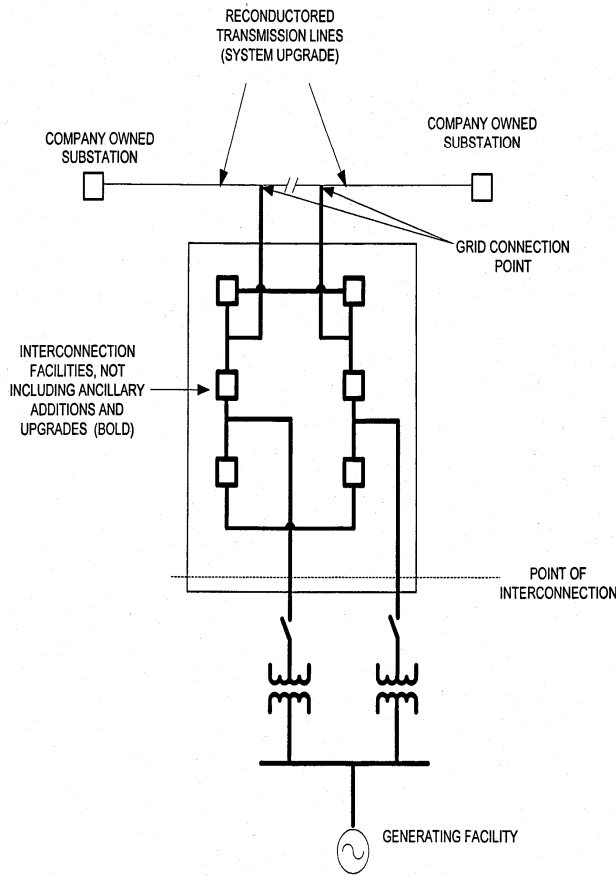 RECONDUCTORED
TRANSMISSION LINES
(SYSTEM UPGRADE)
COMPANY OWNED
SUBSTATION
COMPANY OWNED
SUBSTATION
GRID CONNECTION
POINT
INTERCONNECTION
FACILITIES, NOT
INCLUDING ANCILLARY
ADDITIONS AND
UPGRADES (BOLD)
POINT OF
INTERCONNECTION
GENERATING FACILITY